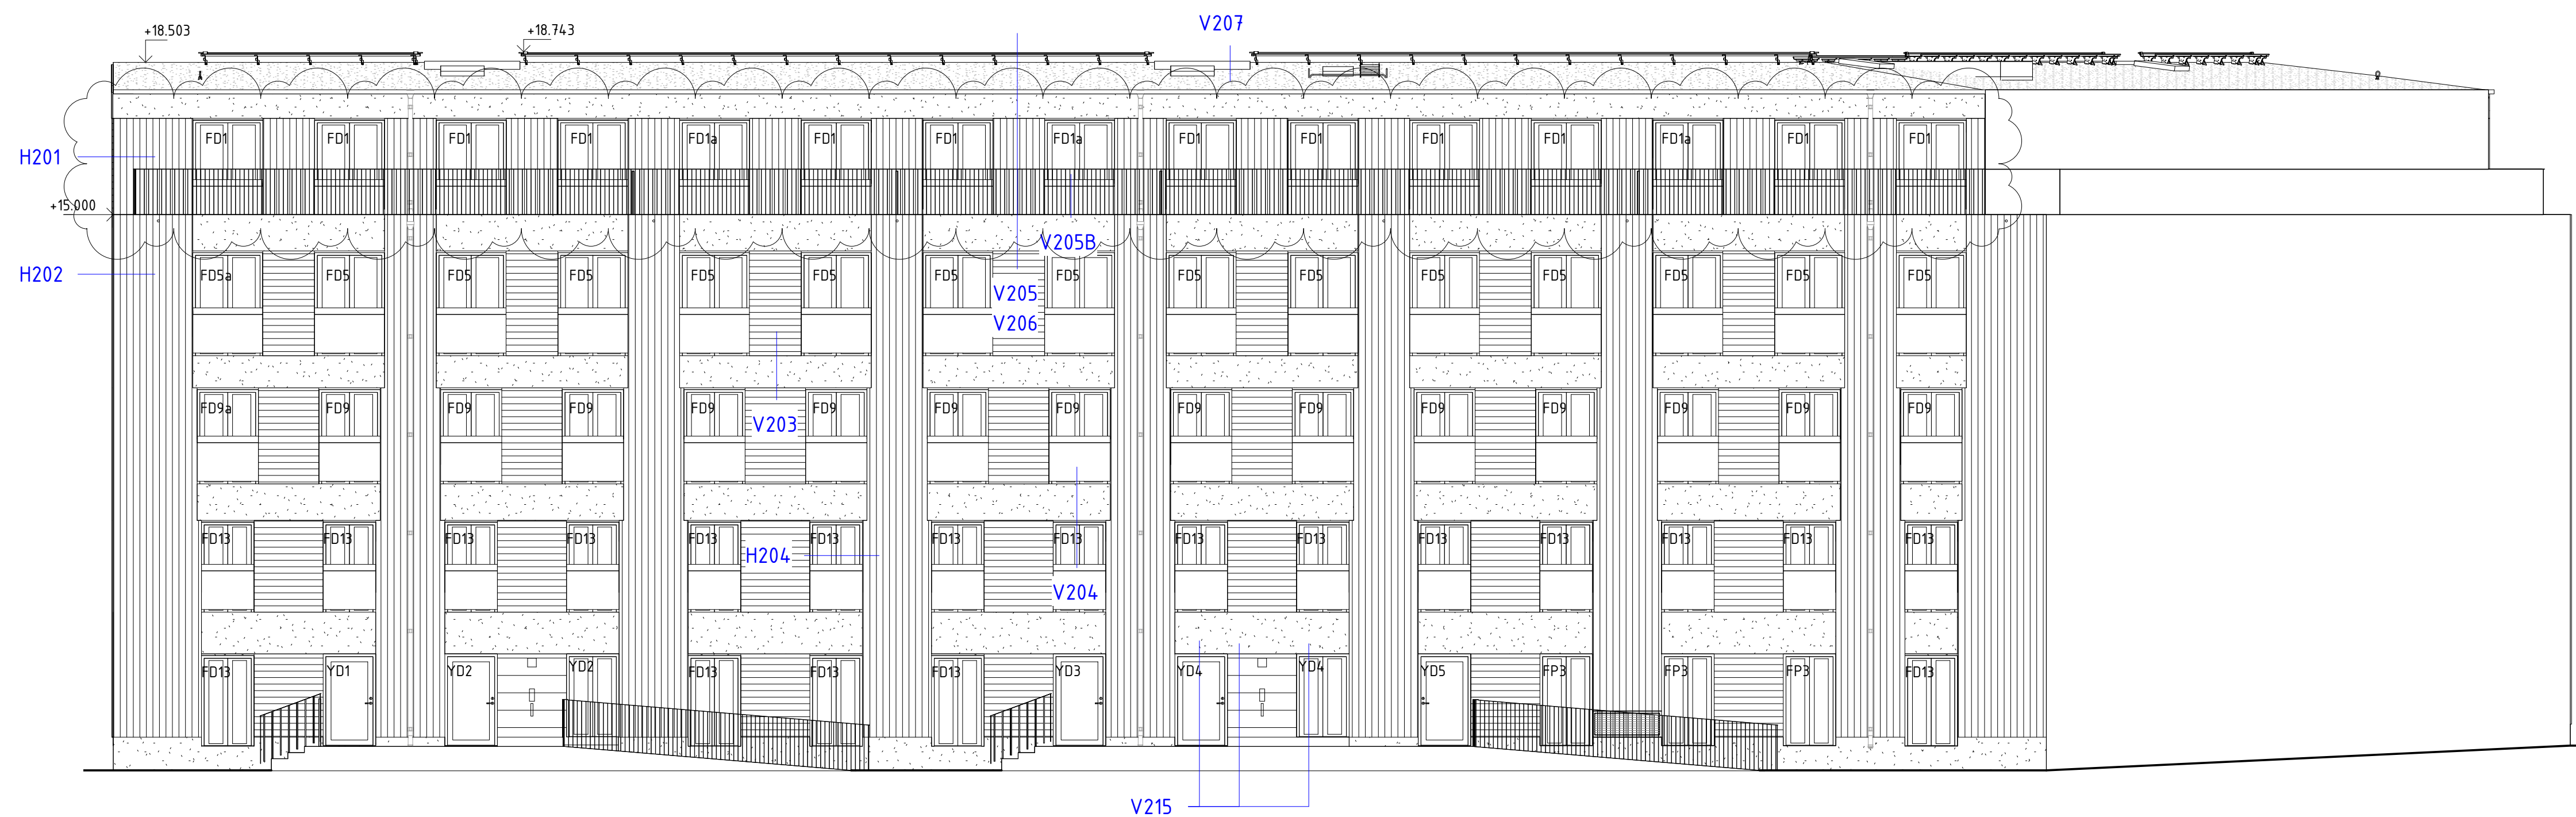 V207
+18.503
+18.743
FD1 FD1 FD1 FD1 FD1a FD1 FD1 FD1a FD1 FD1 FD1 FD1 FD1a FD1 FD1
H201
+15.000
V205B
H202
FD5a FD5 FD5 FD5 FD5 FD5 FD5 FD5 FD5 FD5 FD5 FD5 FD5 FD5 FD5
V205
V206
FD9a FD9 FD9 FD9 FD9 FD9 FD9 FD9 FD9 FD9 FD9 FD9 FD9 FD9 FD9
V203
FD13 FD13 FD13 FD13 FD13 FD13 FD13 FD13 FD13 FD13 FD13 FD13 FD13 FD13 FD13
H204
V204
FD13 YD1 YD2 YD2 FD13 FD13 FD13 YD3 YD4 YD4 YD5 FP3 FP3 FP3 FD13
V215